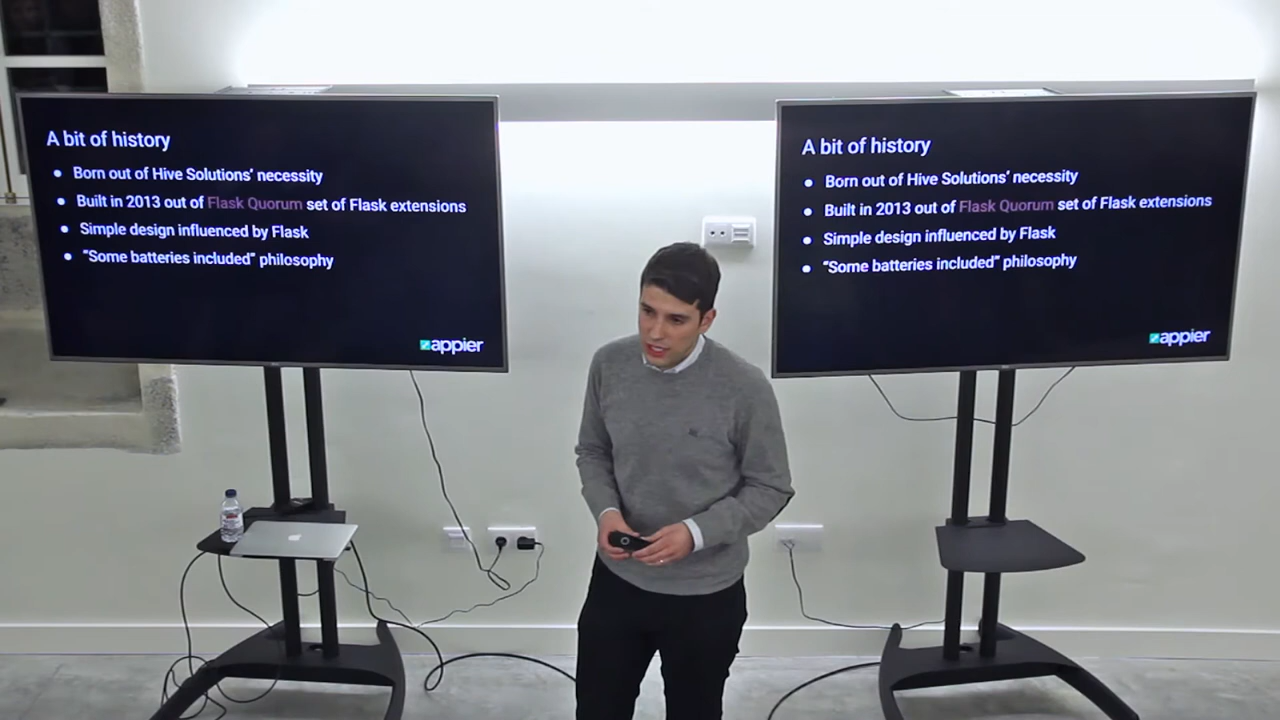 A bit of history
Born out of Hive Solutions' necessity
Built in 2013 out of Flask Quorum set of Flask extensions
Simple design influenced by Flask
“Some batteries included” philosophy
appier
A bit of history
Born out of Hive Solutions' necessity
Built in 2013 out of Flask Quorum set of Flask extensions
Simple design influenced by Flask
“Some batteries included” philosophy
appier